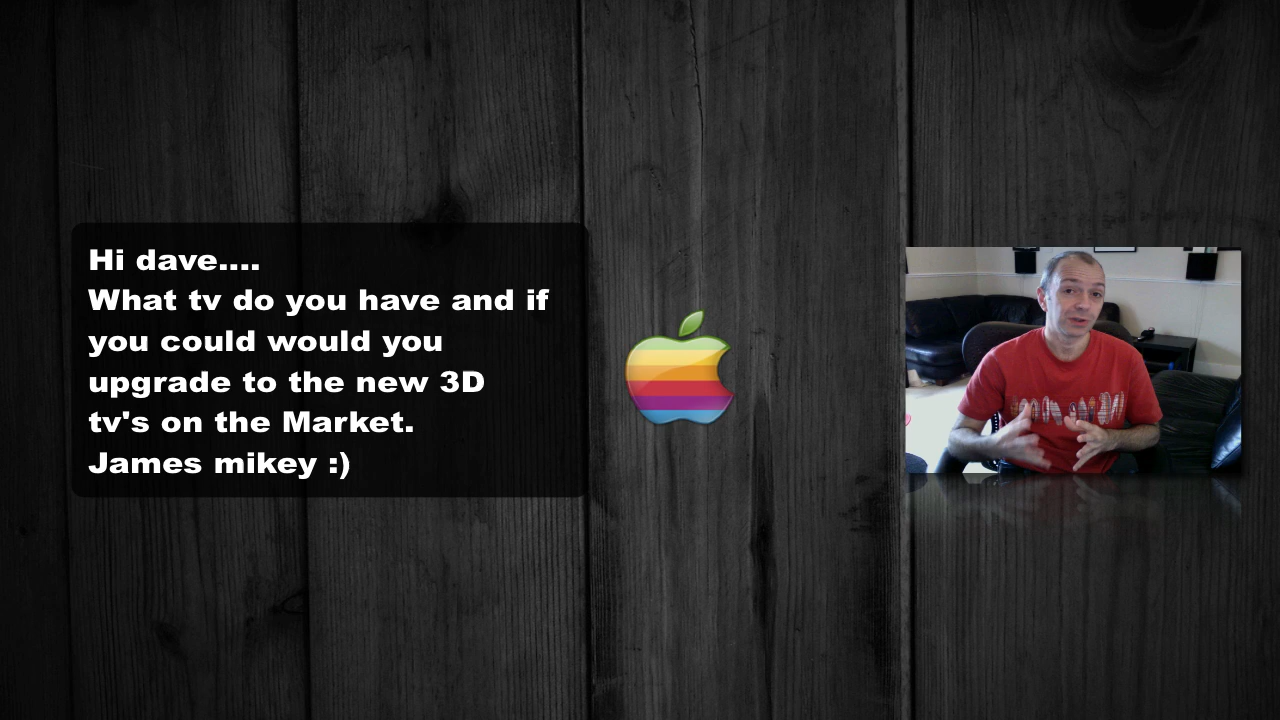 Hi dave....
What tv do you have and if
you could would you
upgrade to the new 3D
tv's on the Market.
James mikey :)